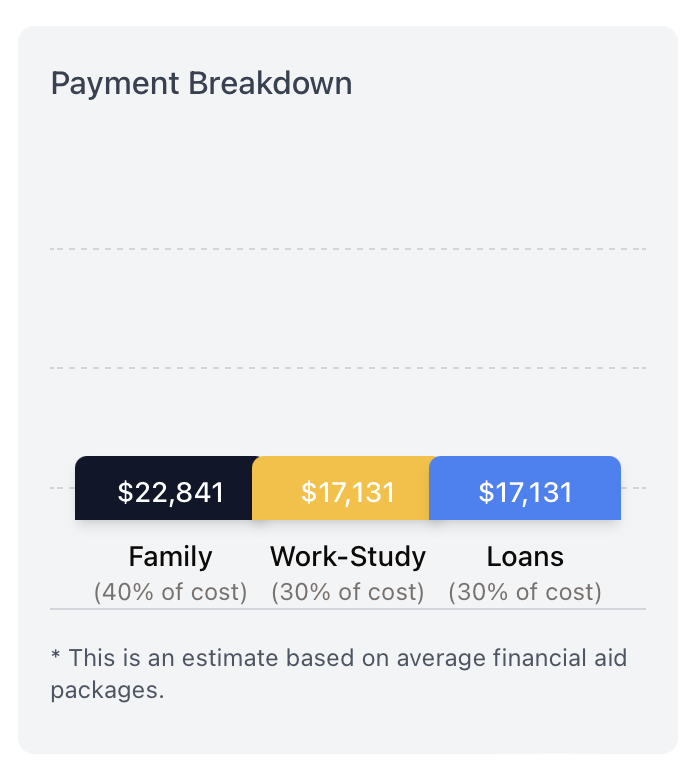 Payment Breakdown
$22,841 $17,131 $17,131
Family Work-Study Loans
(40% of cost) (30% of cost) (30% of cost)
* This is an estimate based on average financial aid
packages.